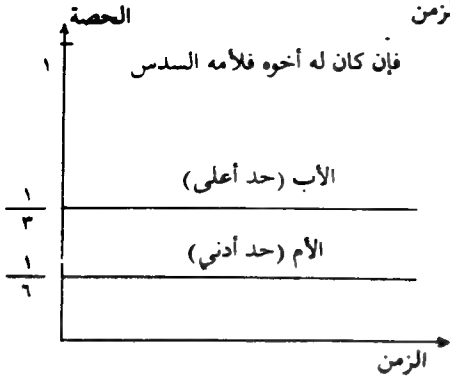 لزمن
الحصة
١ فإن كان له أخوه فلأمه السدس
الأب (حد أعلى)
١
٣
الأم (حد أدنى)
١
٦
الزمن